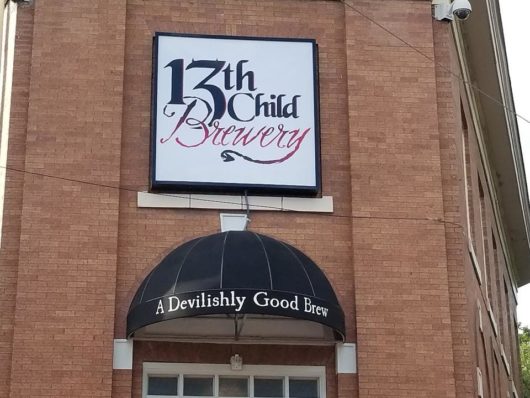 13th
Child
Brewery
A Devilishly Good Brew